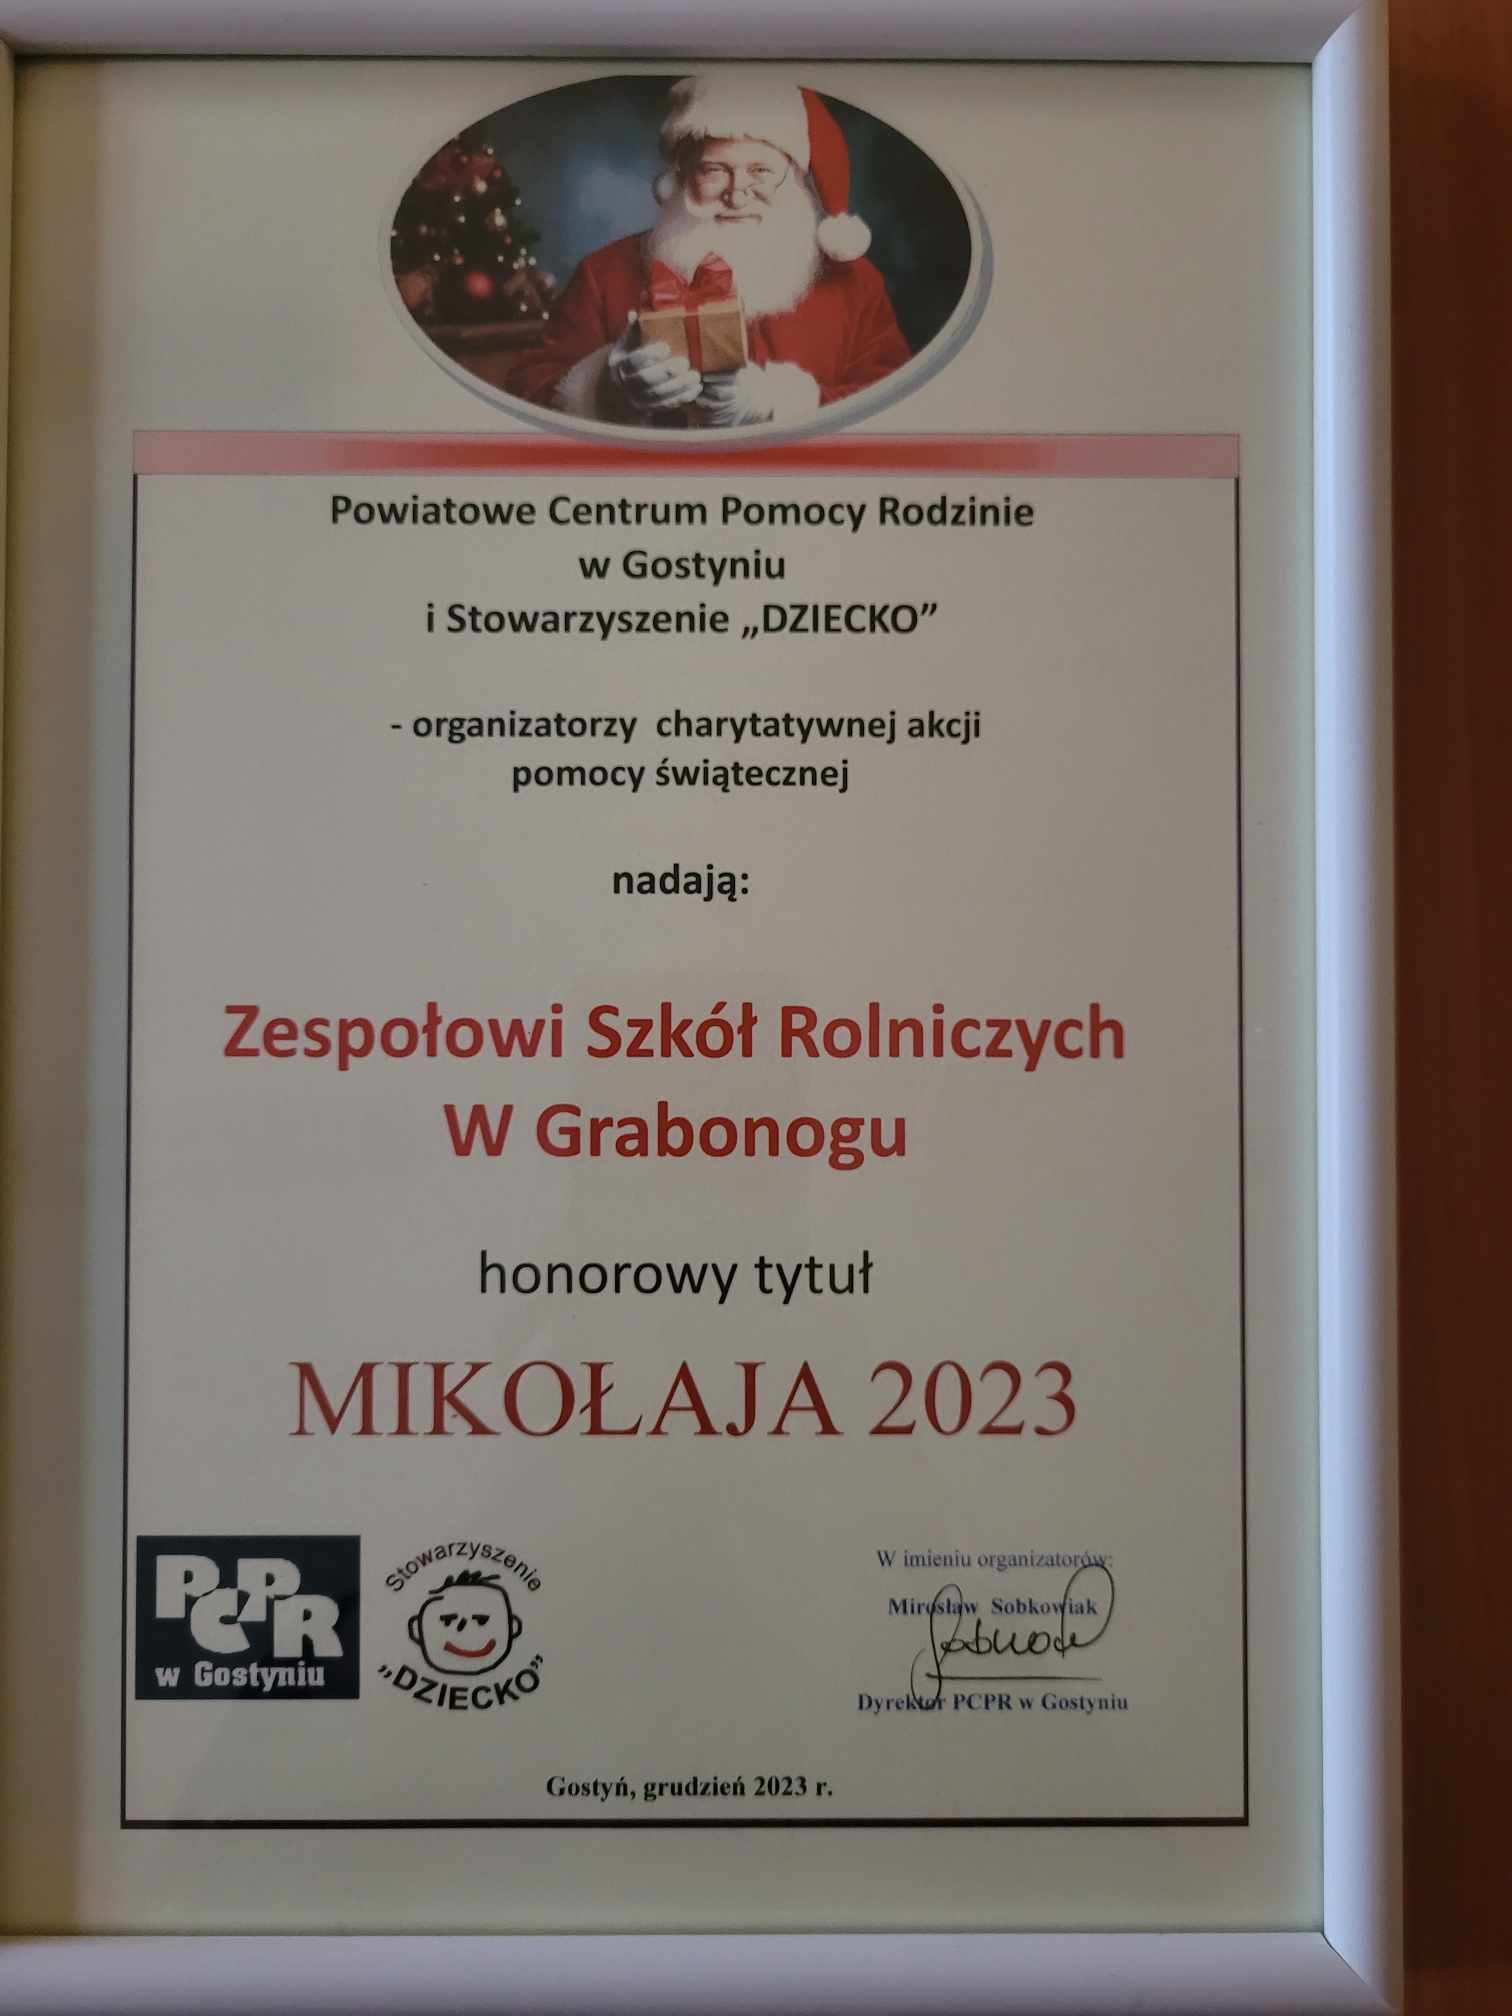 Powiatowe Centrum Pomocy Rodzinie
w Gostyniu
i Stowarzyszenie „DZIECKO”
- organizatorzy charytatywnej akcji
pomocy świątecznej
nadają:
Zespołowi Szkół Rolniczych
W Grabonogu
honorowy tytuł
MIKOŁAJA 2023
PCPR
w Gostyniu
Stowarzyszenie
„DZIECKO”
W imieniu organizatorów:
Mirosław Sobkowiak
Dyrektor PCPR w Gostyniu
Gostyń, grudzień 2023 r.